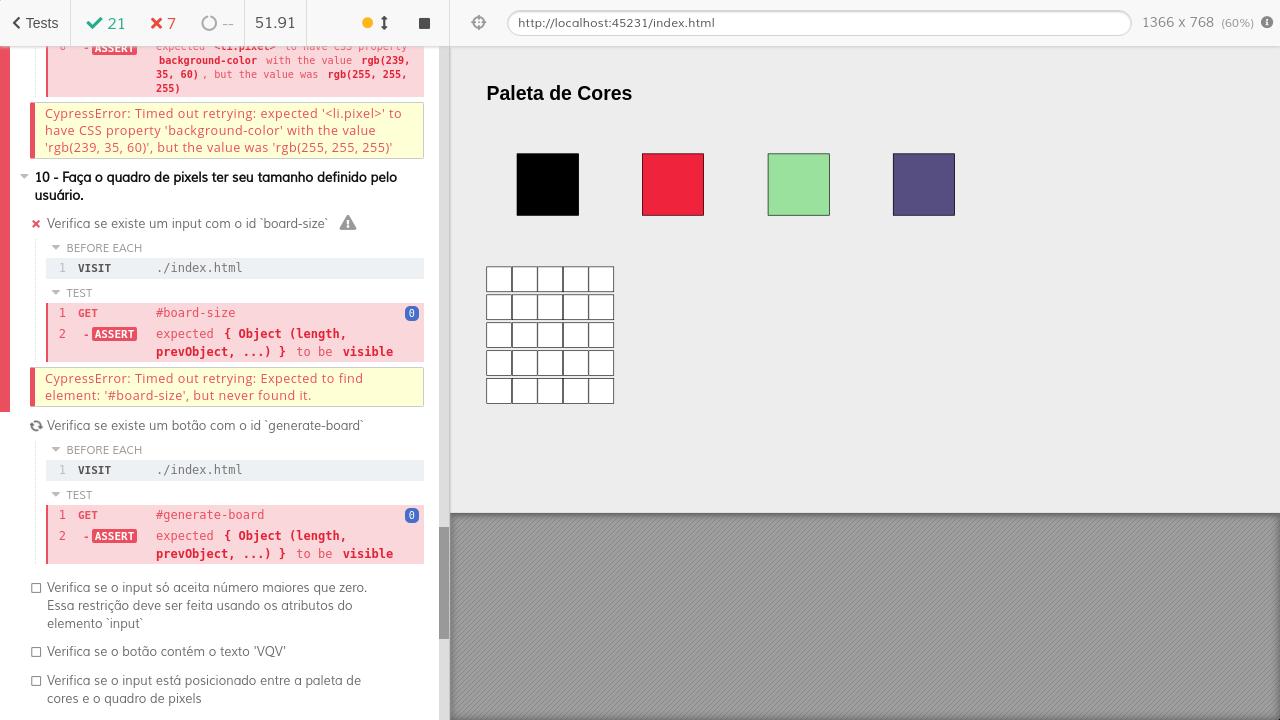 Tests 21 7 -- 51.91 http://localhost:45231/index.html 1366 x 768 (60%)
6 -ASSERT expected <li.pixel> to have CSS property
background-color with the value rgb(239,
35, 60), but the value was rgb(255, 255,
255)
CypressError: Timed out retrying: expected '<li.pixel>' to
have CSS property 'background-color' with the value
'rgb(239, 35, 60)', but the value was 'rgb(255, 255, 255)'
10 - Faça o quadro de pixels ter seu tamanho definido pelo
usuário.
Verifica se existe um input com o id `board-size`
BEFORE EACH
1 VISIT ./index.html
TEST
1 GET #board-size 0
2 -ASSERT expected { Object (length,
prevObject, ...) } to be visible
CypressError: Timed out retrying: Expected to find
element: '#board-size', but never found it.
Verifica se existe um botão com o id `generate-board`
BEFORE EACH
1 VISIT ./index.html
TEST
1 GET #generate-board 0
2 -ASSERT expected { Object (length,
prevObject, ...) } to be visible
Verifica se o input só aceita número maiores que zero.
Essa restrição deve ser feita usando os atributos do
elemento `input`
Verifica se o botão contém o texto 'VQV'
Verifica se o input está posicionado entre a paleta de
cores e o quadro de pixels
Paleta de Cores